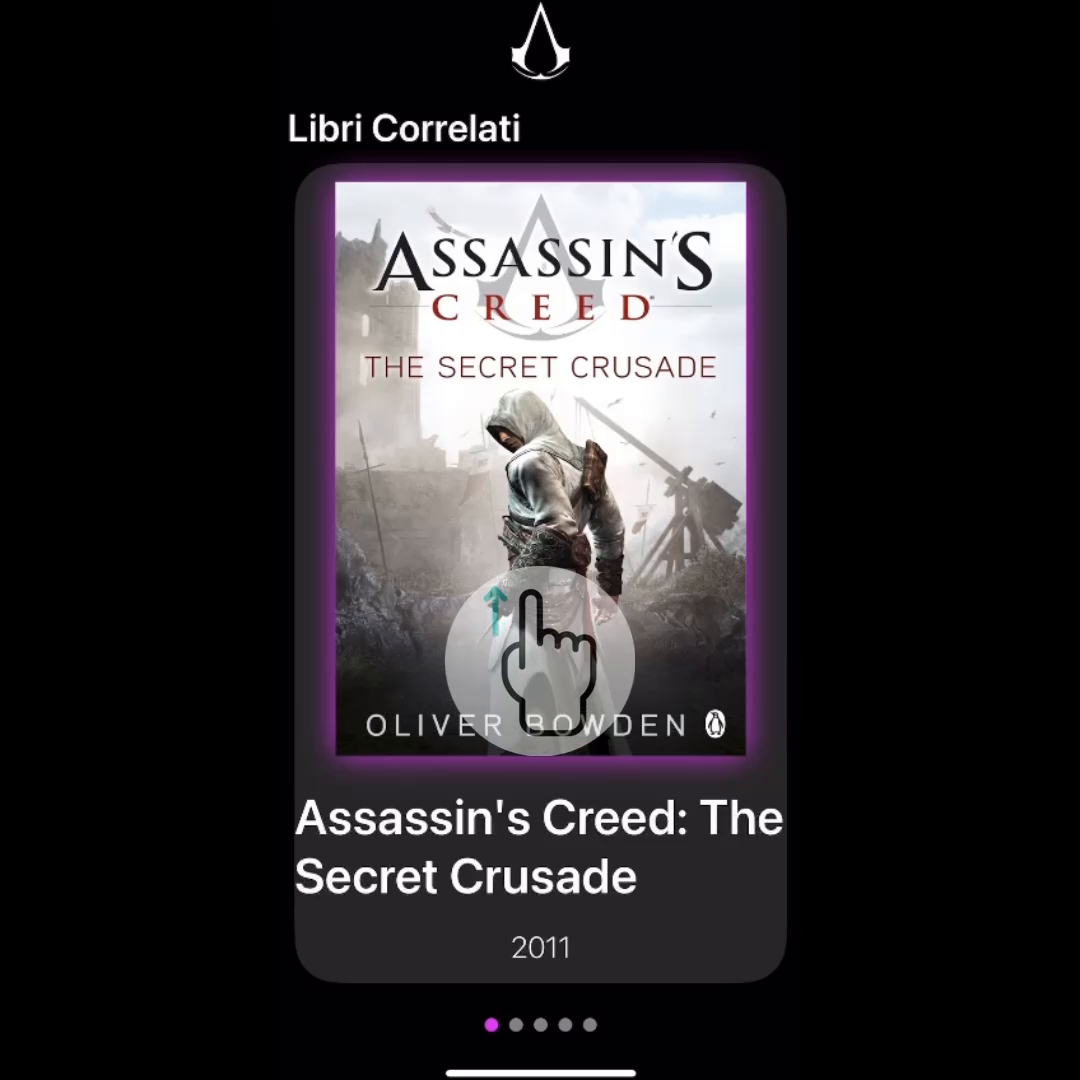 Libri Correlati
ASSASSIN'S
CREED
THE SECRET CRUSADE
OLIVER BOWDEN
Assassin's Creed: The
Secret Crusade
2011